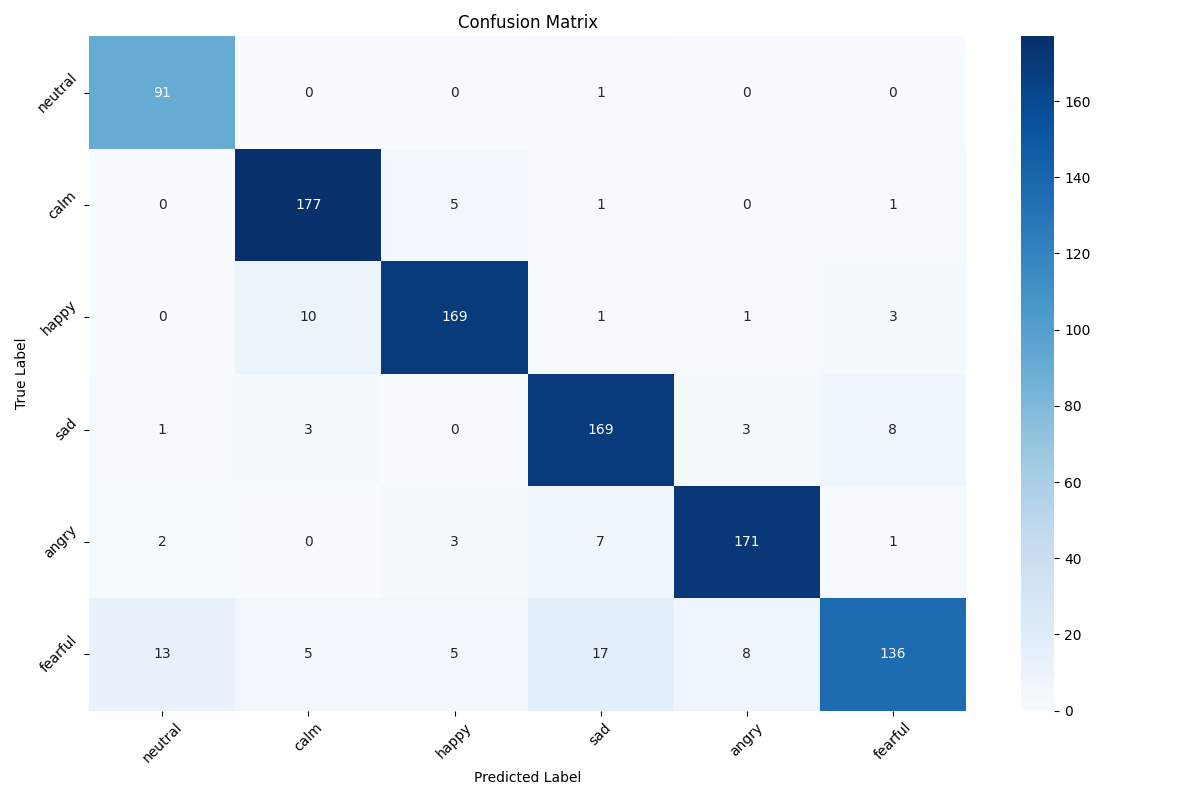 Confusion Matrix
True Label
neutral 91 0 0 1 0 0
calm 0 177 5 1 0 1
happy 0 10 169 1 1 3
sad 1 3 0 169 3 8
angry 2 0 3 7 171 1
fearful 13 5 5 17 8 136
neutral calm happy sad angry fearful
Predicted Label
160
140
120
100
80
60
40
20
0